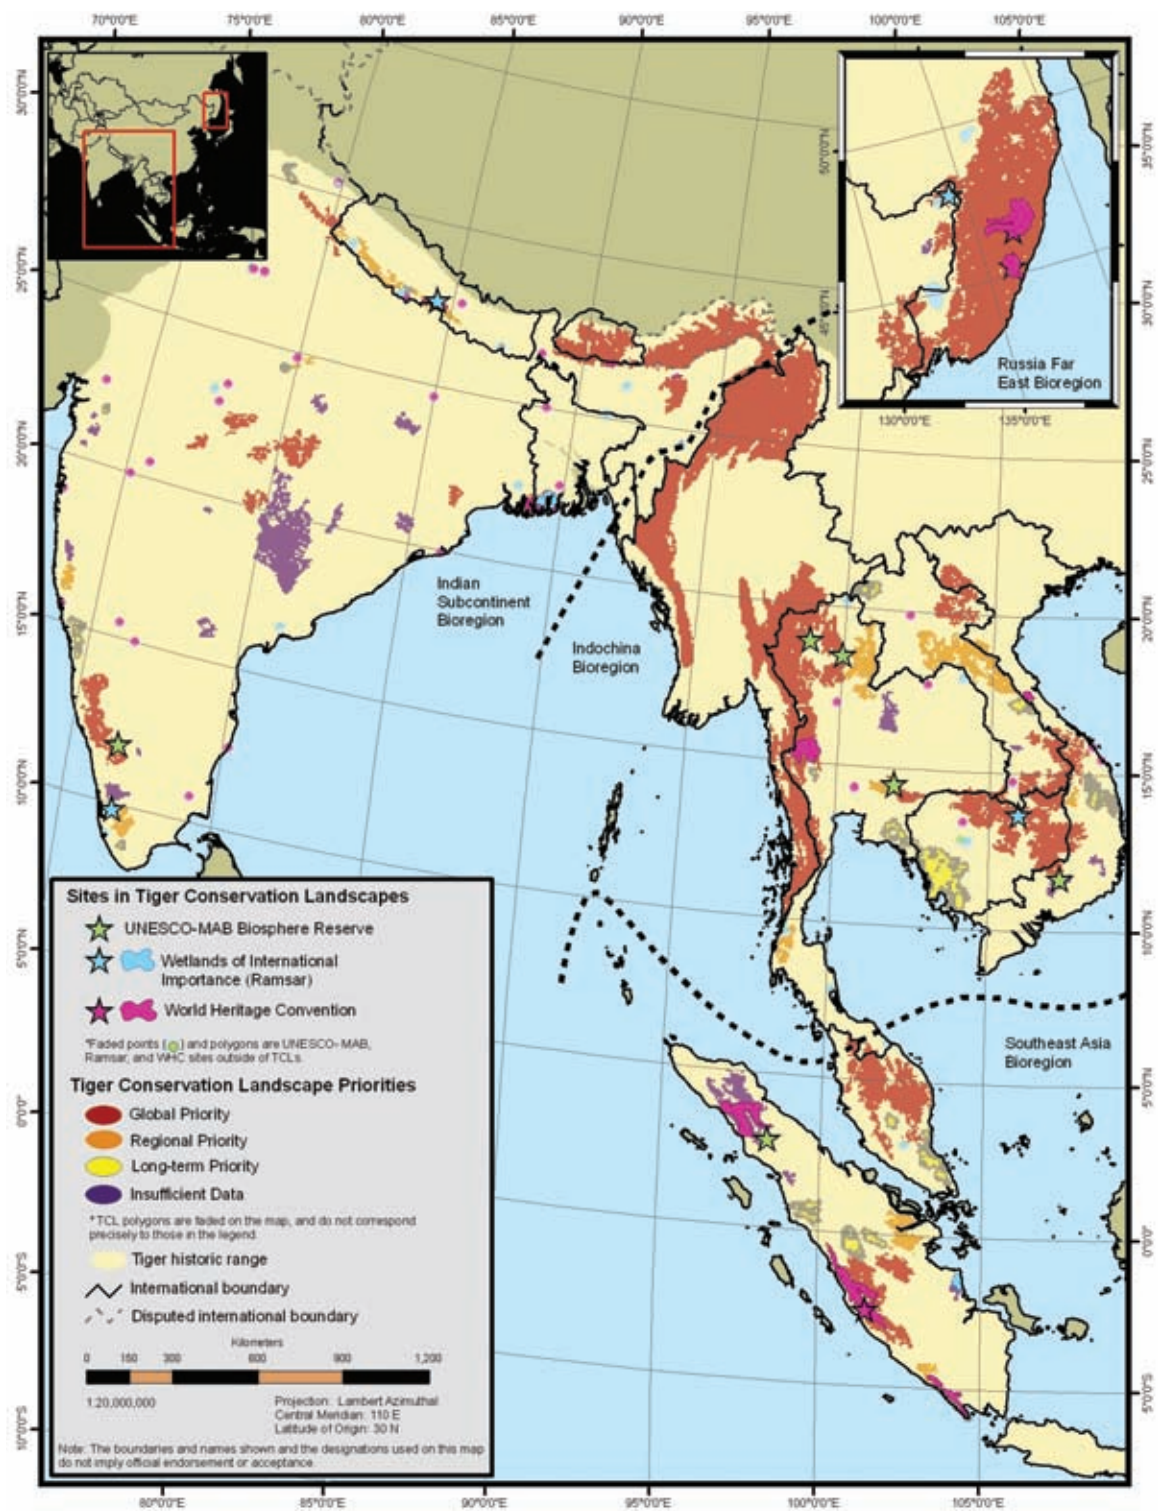 70°0'0"E 75°0'0"E 80°0'0"E 85°0'0"E 90°0'0"E 95°0'0"E 100°0'0"E 105°0'0"E
30°0'0"N
25°0'0"N
20°0'0"N
15°0'0"N
10°0'0"N
5°0'0"N
0°0'0"
5°0'0"S
10°0'0"S
50°0'0"N
45°0'0"N
Russia Far
East Bioregion
130°0'0"E 135°0'0"E
35°0'0"N
30°0'0"N
25°0'0"N
20°0'0"N
15°0'0"N
10°0'0"N
5°0'0"N
0°0'0"
5°0'0"S
Indian
Subcontinent
Bioregion
Indochina
Bioregion
Southeast Asia
Bioregion
Sites in Tiger Conservation Landscapes
UNESCO-MAB Biosphere Reserve
Wetlands of International
Importance (Ramsar)
World Heritage Convention
*Faded points ( ) and polygons are UNESCO-MAB,
Ramsar, and WHC sites outside of TCLs.
Tiger Conservation Landscape Priorities
Global Priority
Regional Priority
Long-term Priority
Insufficient Data
*TCL polygons are faded on the map, and do not correspond
precisely to those in the legend.
Tiger historic range
International boundary
Disputed international boundary
Kilometers
0 150 300 600 900 1,200
1:20,000,000
Projection: Lambert Azimuthal
Central Meridian: 110 E
Latitude of Origin: 30 N
Note: The boundaries and names shown and the designations used on this map
do not imply official endorsement or acceptance.
80°0'0"E 85°0'0"E 90°0'0"E 95°0'0"E 100°0'0"E 105°0'0"E